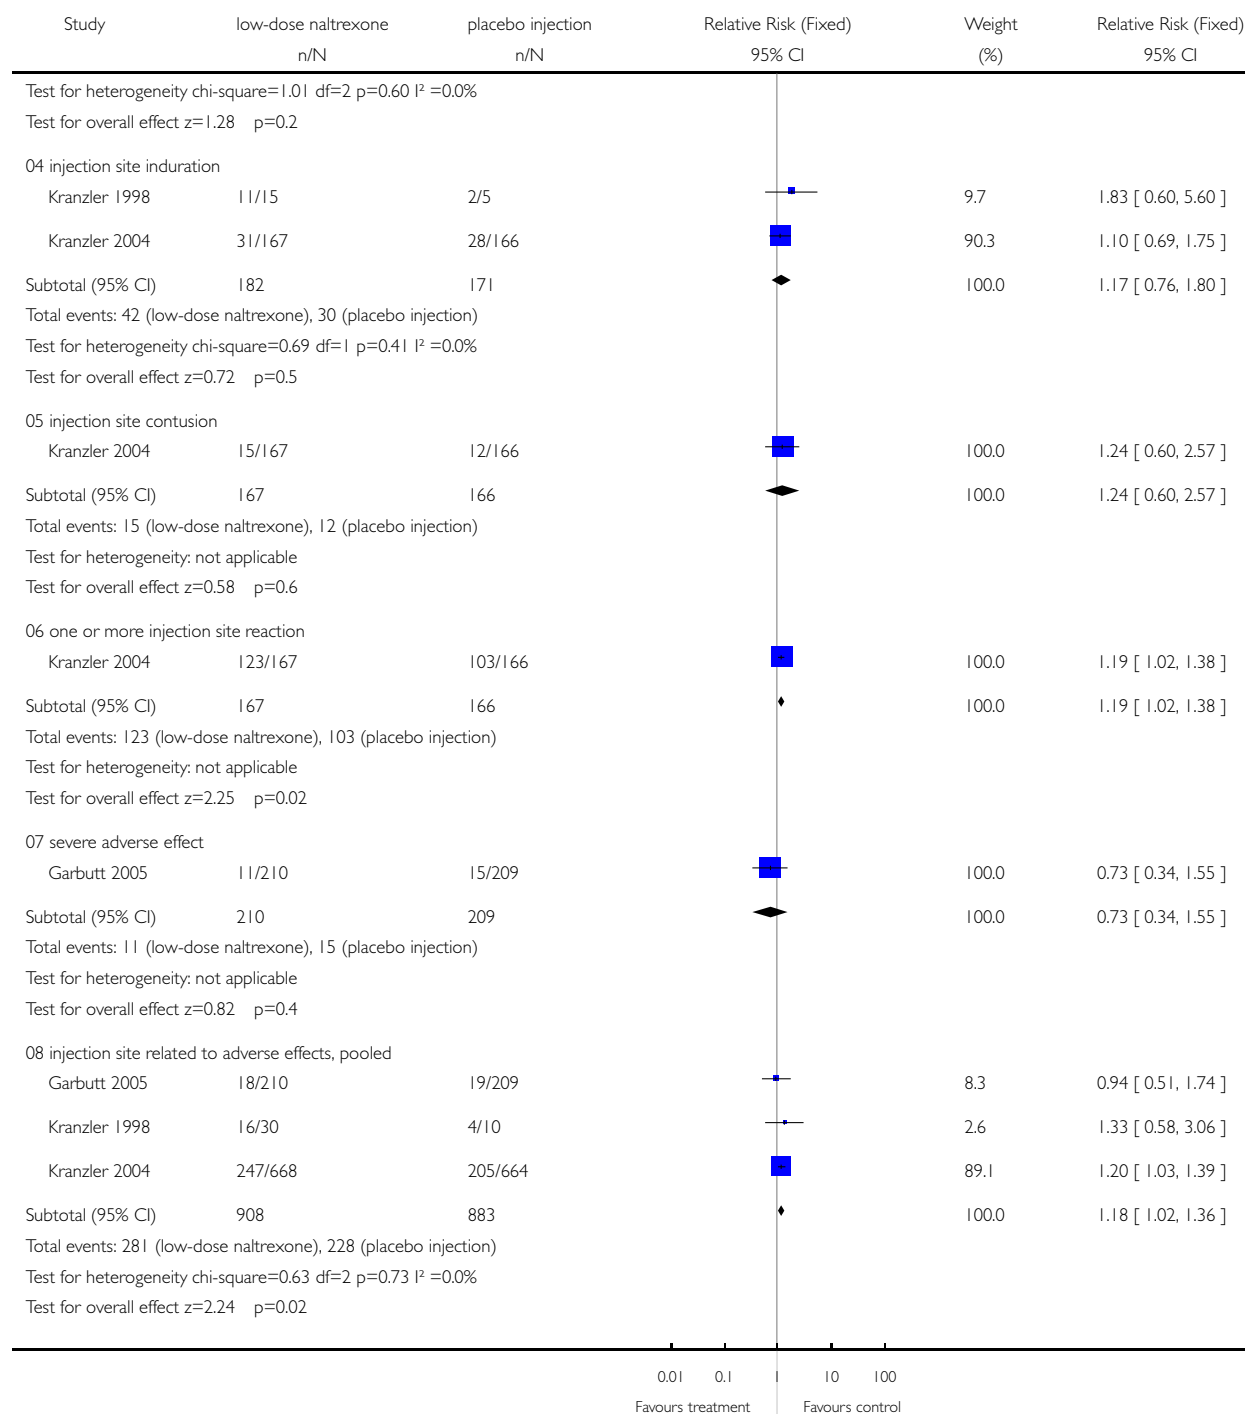 Study low-dose naltrexone placebo injection Relative Risk (Fixed) Weight Relative Risk (Fixed)
n/N n/N 95% CI (%) 95% CI
Test for heterogeneity chi-square=1.01 df=2 p=0.60 I² =0.0%
Test for overall effect z=1.28 p=0.2
04 injection site induration
Kranzler 1998 11/15 2/5 9.7 1.83 [ 0.60, 5.60 ]
Kranzler 2004 31/167 28/166 90.3 1.10 [ 0.69, 1.75 ]
Subtotal (95% CI) 182 171 100.0 1.17 [ 0.76, 1.80 ]
Total events: 42 (low-dose naltrexone), 30 (placebo injection)
Test for heterogeneity chi-square=0.69 df=1 p=0.41 I² =0.0%
Test for overall effect z=0.72 p=0.5
05 injection site contusion
Kranzler 2004 15/167 12/166 100.0 1.24 [ 0.60, 2.57 ]
Subtotal (95% CI) 167 166 100.0 1.24 [ 0.60, 2.57 ]
Total events: 15 (low-dose naltrexone), 12 (placebo injection)
Test for heterogeneity: not applicable
Test for overall effect z=0.58 p=0.6
06 one or more injection site reaction
Kranzler 2004 123/167 103/166 100.0 1.19 [ 1.02, 1.38 ]
Subtotal (95% CI) 167 166 100.0 1.19 [ 1.02, 1.38 ]
Total events: 123 (low-dose naltrexone), 103 (placebo injection)
Test for heterogeneity: not applicable
Test for overall effect z=2.25 p=0.02
07 severe adverse effect
Garbutt 2005 11/210 15/209 100.0 0.73 [ 0.34, 1.55 ]
Subtotal (95% CI) 210 209 100.0 0.73 [ 0.34, 1.55 ]
Total events: 11 (low-dose naltrexone), 15 (placebo injection)
Test for heterogeneity: not applicable
Test for overall effect z=0.82 p=0.4
08 injection site related to adverse effects, pooled
Garbutt 2005 18/210 19/209 8.3 0.94 [ 0.51, 1.74 ]
Kranzler 1998 16/30 4/10 2.6 1.33 [ 0.58, 3.06 ]
Kranzler 2004 247/668 205/664 89.1 1.20 [ 1.03, 1.39 ]
Subtotal (95% CI) 908 883 100.0 1.18 [ 1.02, 1.36 ]
Total events: 281 (low-dose naltrexone), 228 (placebo injection)
Test for heterogeneity chi-square=0.63 df=2 p=0.73 I² =0.0%
Test for overall effect z=2.24 p=0.02
0.01 0.1 1 10 100
Favours treatment Favours control